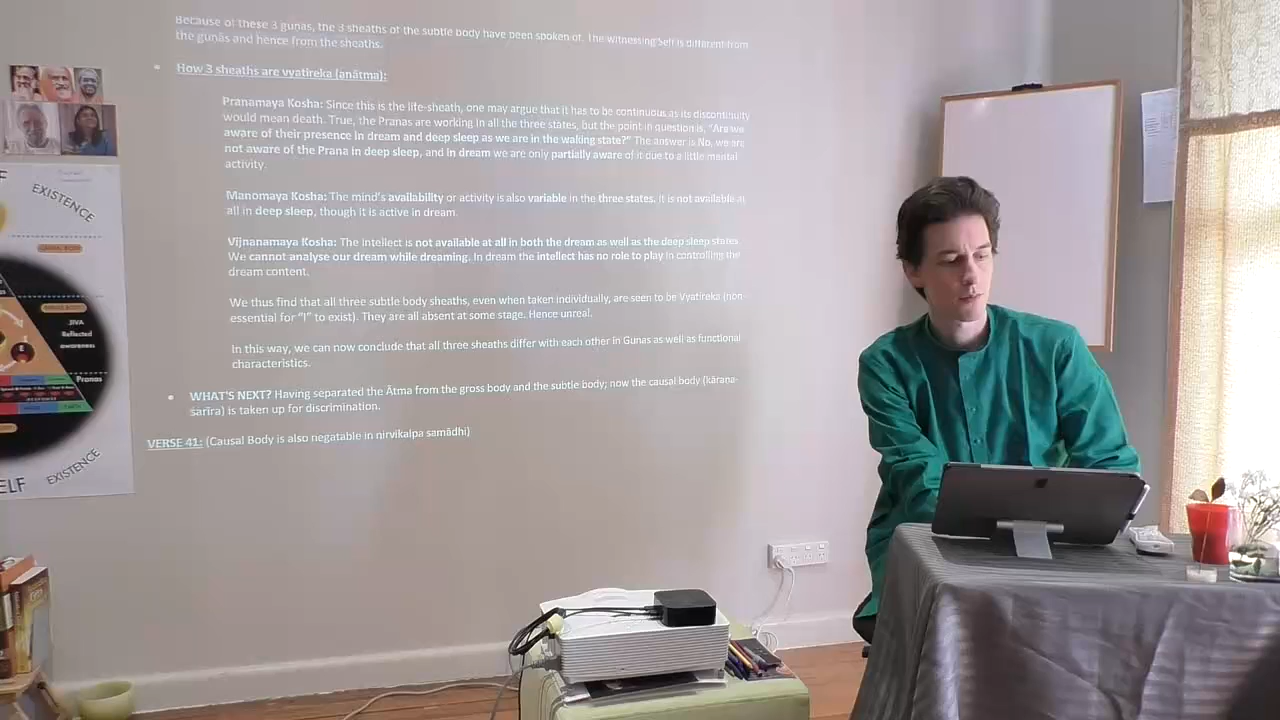 Because of these 3 guṇas, the 3 sheaths of the subtle body have been spoken of. The witnessing Self is different from
the guṇās and hence from the sheaths.
• How 3 sheaths are vyatireka (anātma):
Pranamaya Kosha: Since this is the life-sheath, one may argue that it has to be continuous as its discontinuity
would mean death. True, the Pranas are working in all the three states, but the point in question is, "Are we
aware of their presence in dream and deep sleep as we are in the waking state?" The answer is No, we are
not aware of the Prana in deep sleep, and in dream we are only partially aware of it due to a little mental
activity.
Manomaya Kosha: The mind's availability or activity is also variable in the three states. It is not available at
all in deep sleep, though it is active in dream.
Vijnanamaya Kosha: The Intellect is not available at all in both the dream as well as the deep sleep states.
We cannot analyse our dream while dreaming. In dream the intellect has no role to play in controlling the
dream content.
We thus find that all three subtle body sheaths, even when taken individually, are seen to be Vyatireka (non-
essential for "I" to exist). They are all absent at some stage. Hence unreal.
In this way, we can now conclude that all three sheaths differ with each other in Gunas as well as functional
characteristics.
• WHAT'S NEXT? Having separated the Ātma from the gross body and the subtle body; now the causal body (kāraṇa-
śarīra) is taken up for discrimination.
VERSE 41: (Causal Body is also negatable in nirvikalpa samādhi)
EXISTENCE
JIVA
Reflected
awareness
Pranas
EXISTENCE
ELF